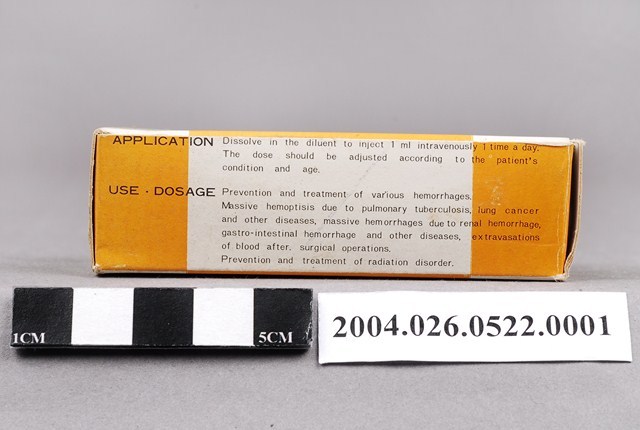 APPLICATION Dissolve in the diluent to inject 1 ml intravenously 1 time a day.
The dose should be adjusted according to the patient's
condition and age.
USE · DOSAGE Prevention and treatment of various hemorrhages.
Massive hemoptisis due to pulmonary tuberculosis, lung cancer
and other diseases, massive hemorrhages due to renal hemorrhage,
gastro-intestinal hemorrhage and other diseases, extravasations
of blood after. surgical operations.
Prevention and treatment of radiation disorder.
1CM 5CM
2004.026.0522.0001